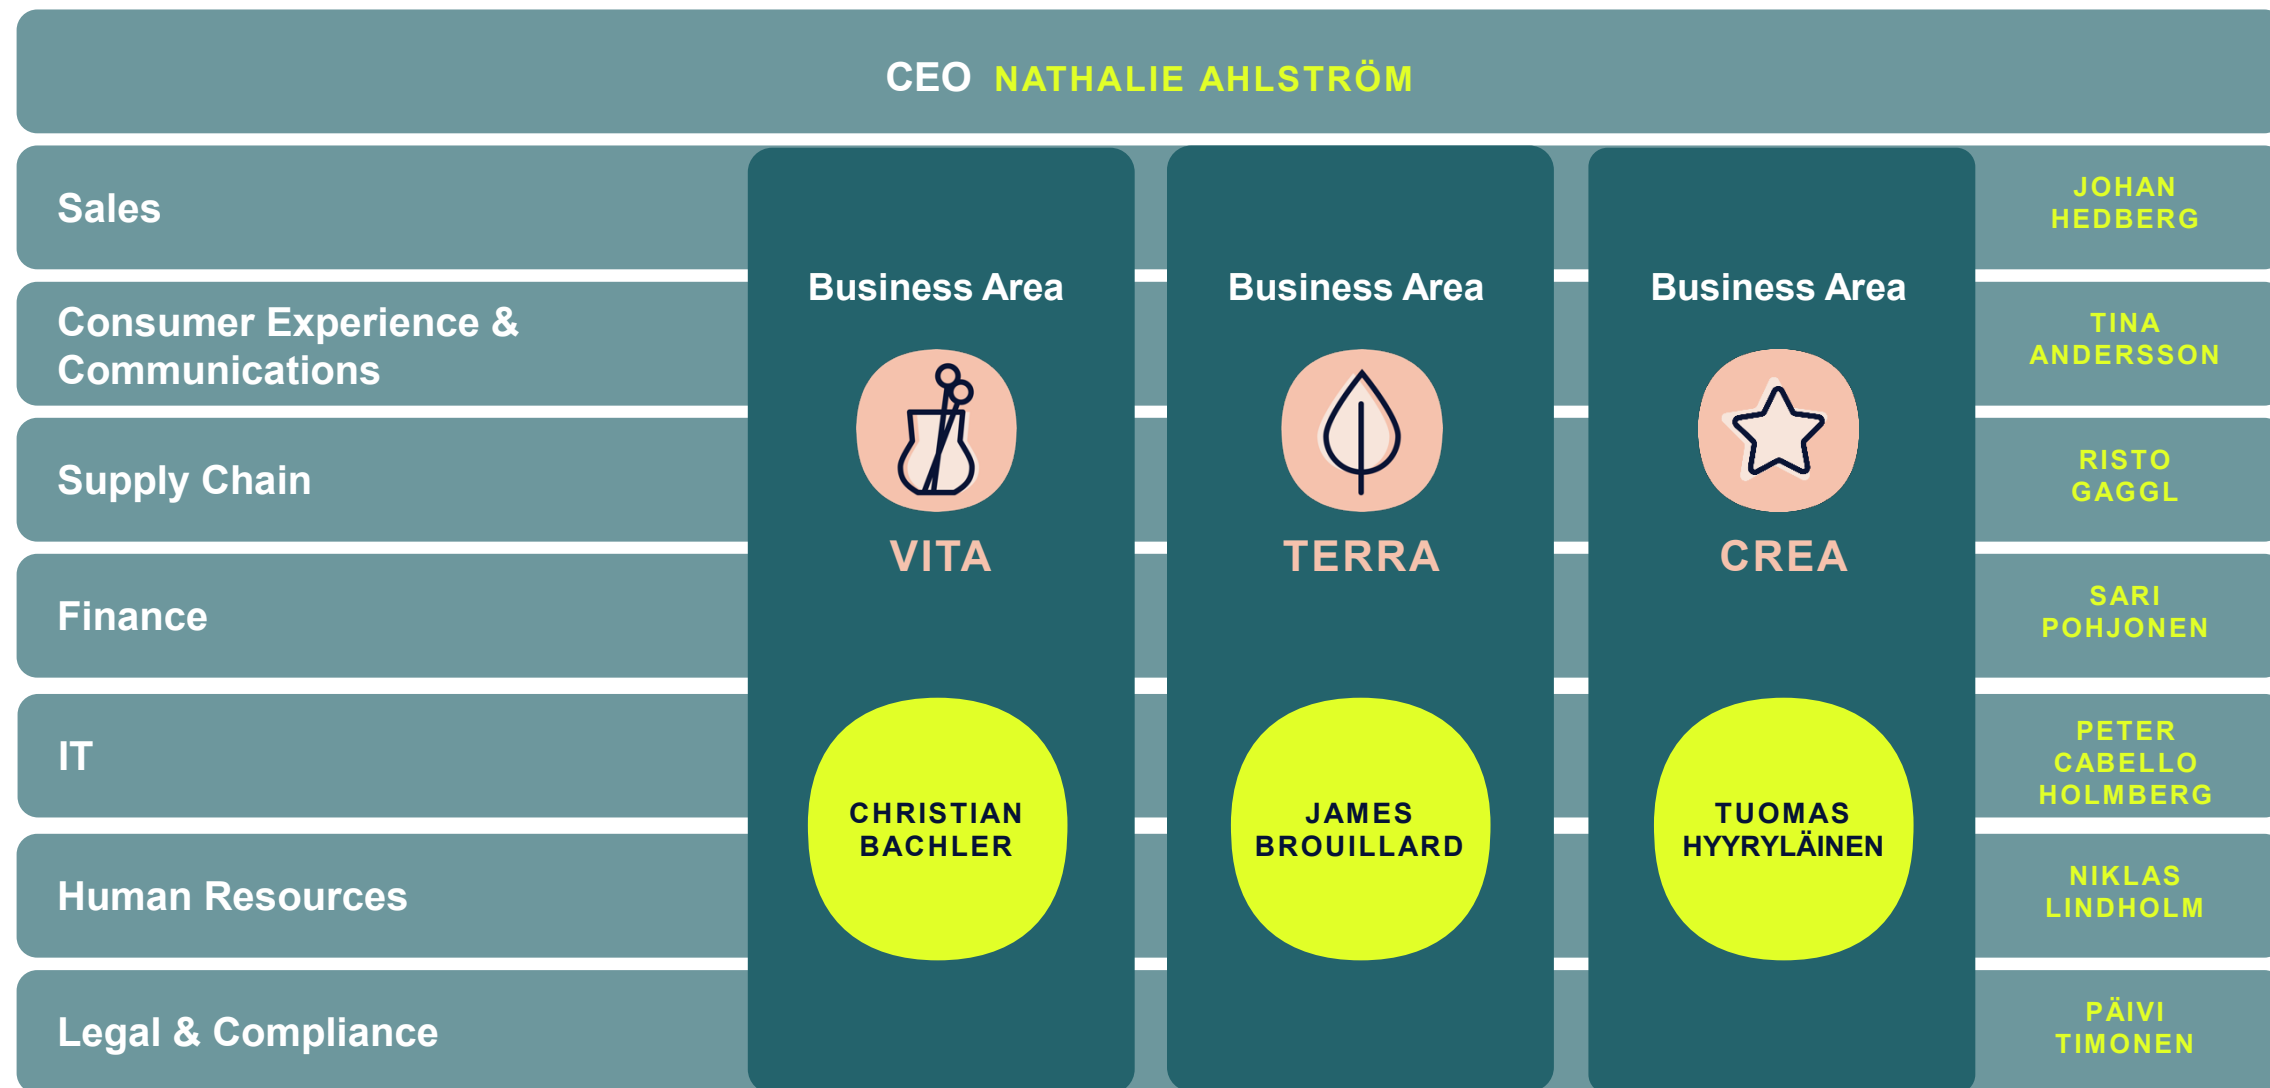 CEO NATHALIE AHLSTRÖM
Sales
JOHAN
HEDBERG
Consumer Experience &
Communications
TINA
ANDERSSON
Supply Chain
RISTO
GAGGL
Finance
SARI
POHJONEN
IT
PETER
CABELLO
HOLMBERG
Human Resources
NIKLAS
LINDHOLM
Legal & Compliance
PÄIVI
TIMONEN
Business Area
VITA
CHRISTIAN
BACHLER
Business Area
TERRA
JAMES
BROUILLARD
Business Area
CREA
TUOMAS
HYYRYLÄINEN